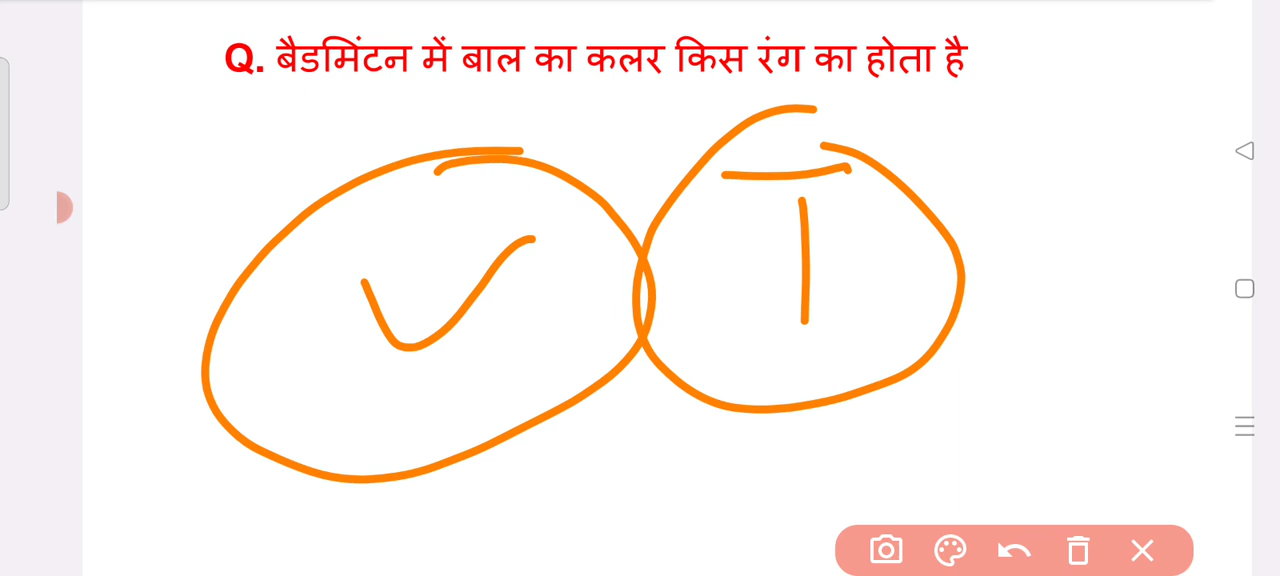 Q. बैडमिंटन में बाल का कलर किस रंग का होता है